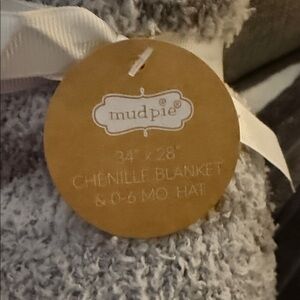 mudpie®
34" x 28"
CHENILLE BLANKET
& 0-6 MO. HAT